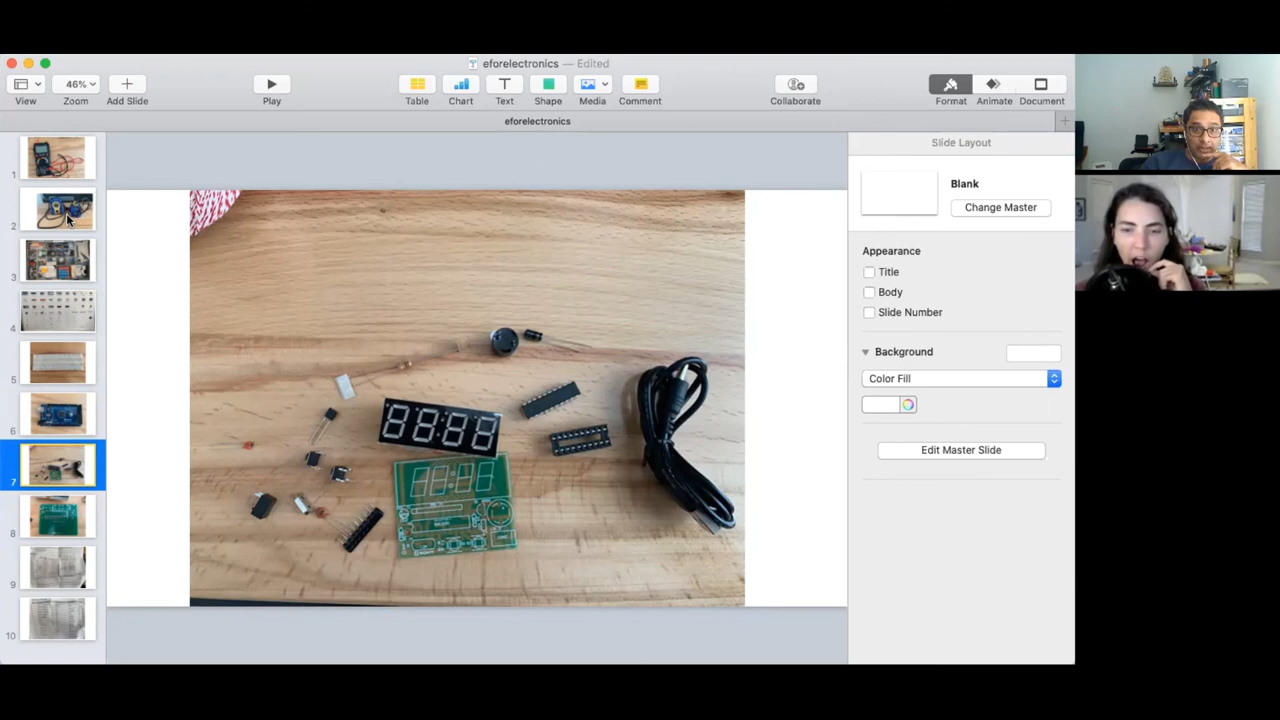 eforelectronics — Edited
View
46%
Zoom
Add Slide
Play
Table
Chart
Text
Shape
Media
Comment
Collaborate
Format
Animate
Document
eforelectronics
Slide Layout
Blank
Change Master
Appearance
Title
Body
Slide Number
Background
Color Fill
Edit Master Slide
1
2
3
4
5
6
7
8
9
10